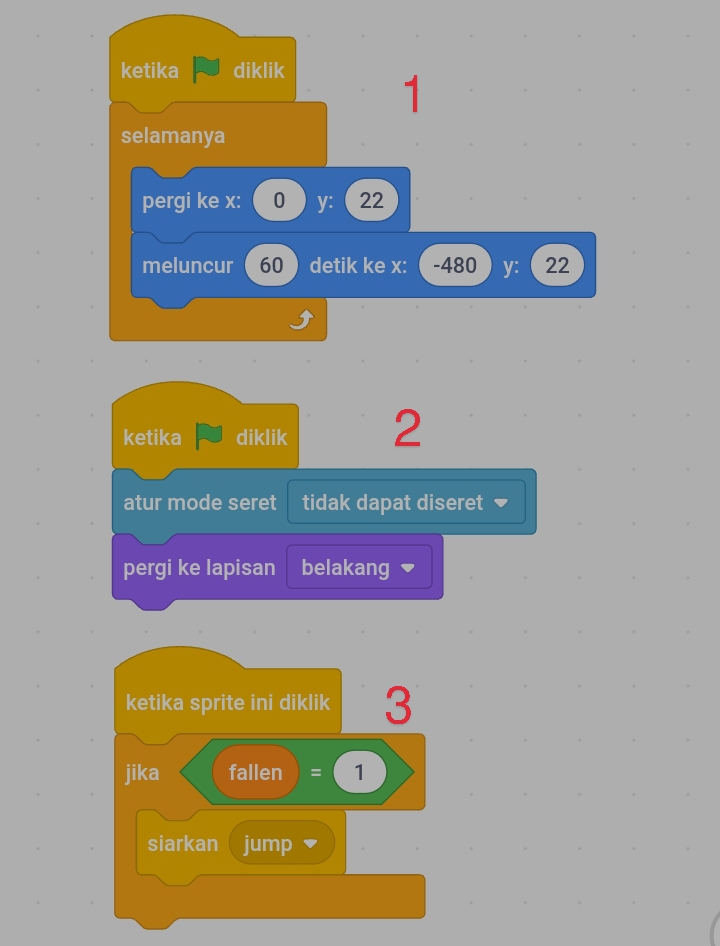 ketika diklik
1
selamanya
pergi ke x: 0 y: 22
meluncur 60 detik ke x: -480 y: 22
ketika diklik
2
atur mode seret tidak dapat diseret
pergi ke lapisan belakang
ketika sprite ini diklik
3
jika fallen = 1
siarkan jump